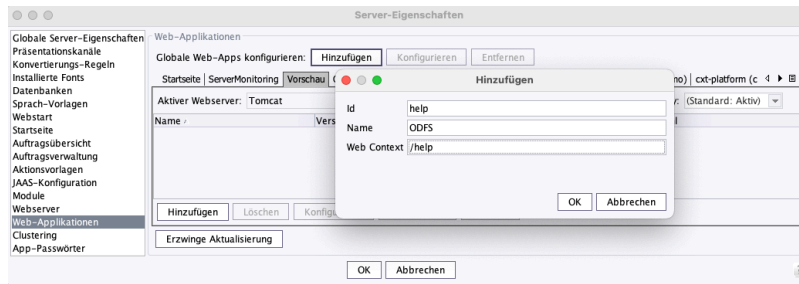 Server-Eigenschaften
Globale Server-Eigenschaften
Präsentationskanäle
Konvertierungs-Regeln
Installierte Fonts
Datenbanken
Sprach-Vorlagen
Webstart
Startseite
Auftragsübersicht
Auftragsverwaltung
Aktionsvorlagen
JAAS-Konfiguration
Module
Webserver
Web-Applikationen
Clustering
App-Passwörter
Web-Applikationen
Globale Web-Apps konfigurieren: Hinzufügen Konfigurieren Entfernen
Startseite ServerMonitoring Vorschau
mo) cxt-platform (c
Aktiver Webserver: Tomcat
(Standard: Aktiv)
Name Vers
Hinzufügen
Id help
Name ODFS
Web Context /help
OK Abbrechen
Hinzufügen Löschen Konfigu
Erzwinge Aktualisierung
OK Abbrechen